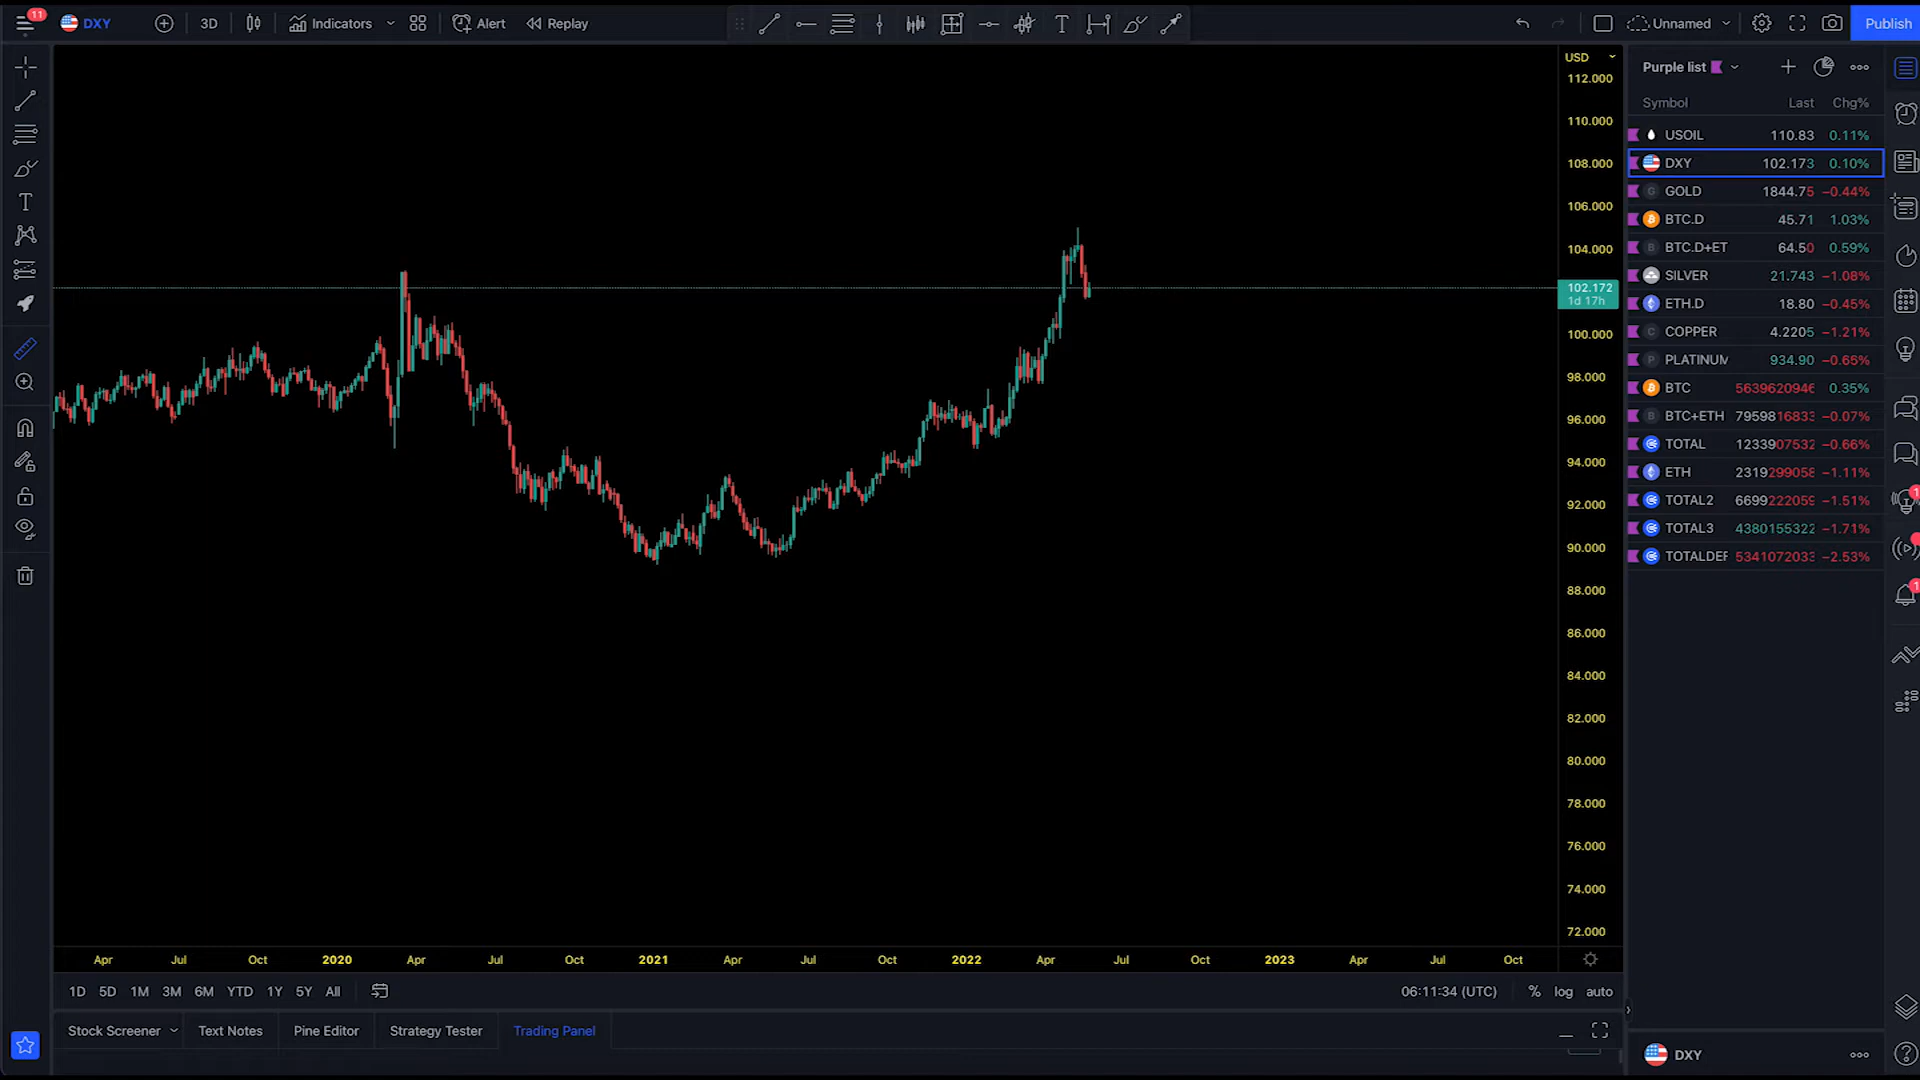 11 DXY 3D Indicators Alert Replay T Unnamed Publish
USD
112.000
110.000
108.000
106.000
104.000
102.172
1d 17h
100.000
98.000
96.000
94.000
92.000
90.000
88.000
86.000
84.000
82.000
80.000
78.000
76.000
74.000
72.000
Purple list
Symbol Last Chg%
USOIL 110.83 0.11%
DXY 102.173 0.10%
GOLD 1844.75 −0.44%
BTC.D 45.71 1.03%
BTC.D+ET 64.50 0.59%
SILVER 21.743 −1.08%
ETH.D 18.80 −0.45%
COPPER 4.2205 −1.21%
PLATINUM 934.90 −0.65%
BTC 5639620946 0.35%
BTC+ETH 7959816833 −0.07%
TOTAL 1233907532 −0.66%
ETH 2319299058 −1.11%
TOTAL2 6699222059 −1.51%
TOTAL3 4380155322 −1.71%
TOTALDEF 5341072033 −2.53%
Apr Jul Oct 2020 Apr Jul Oct 2021 Apr Jul Oct 2022 Apr Jul Oct 2023 Apr Jul Oct
1D 5D 1M 3M 6M YTD 1Y 5Y All 06:11:34 (UTC) % log auto
Stock Screener Text Notes Pine Editor Strategy Tester Trading Panel
DXY